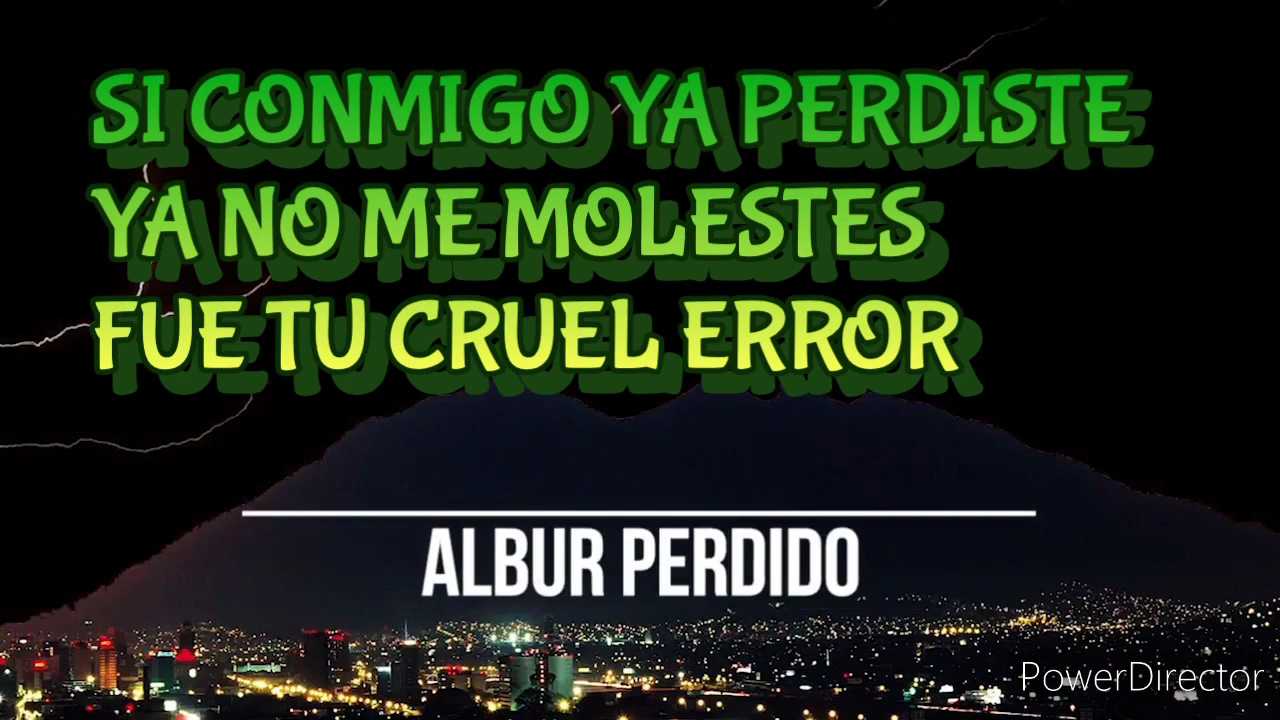 SI CONMIGO YA PERDISTE
YA NO ME MOLESTES
FUE TU CRUEL ERROR
ALBUR PERDIDO
PowerDirector